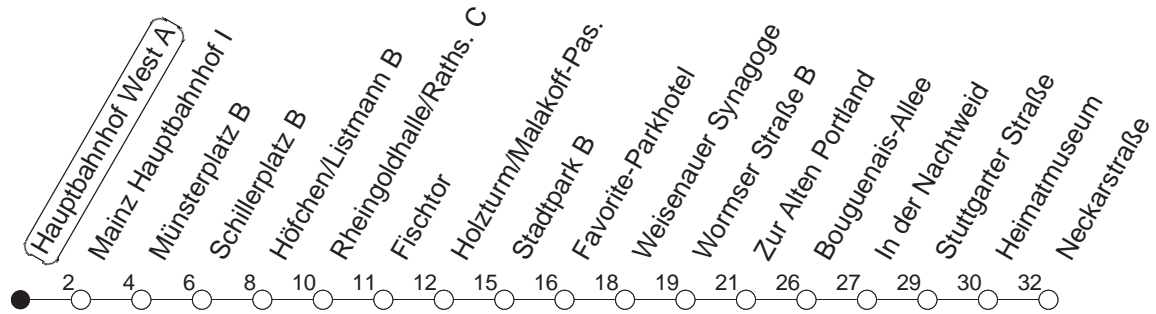 Hauptbahnhof West A
Mainz Hauptbahnhof I
Münsterplatz B
Schillerplatz B
Höfchen/Listmann B
Rheingoldhalle/Raths. C
Fischtor
Holzturm/Malakoff-Pas.
Stadtpark B
Favorite-Parkhotel
Weisenauer Synagoge
Wormser Straße B
Zur Alten Portland
Bouguenais-Allee
In der Nachtweid
Stuttgarter Straße
Heimatmuseum
Neckarstraße
2 4 6 8 10 11 12 15 16 18 19 21 26 27 29 30 32